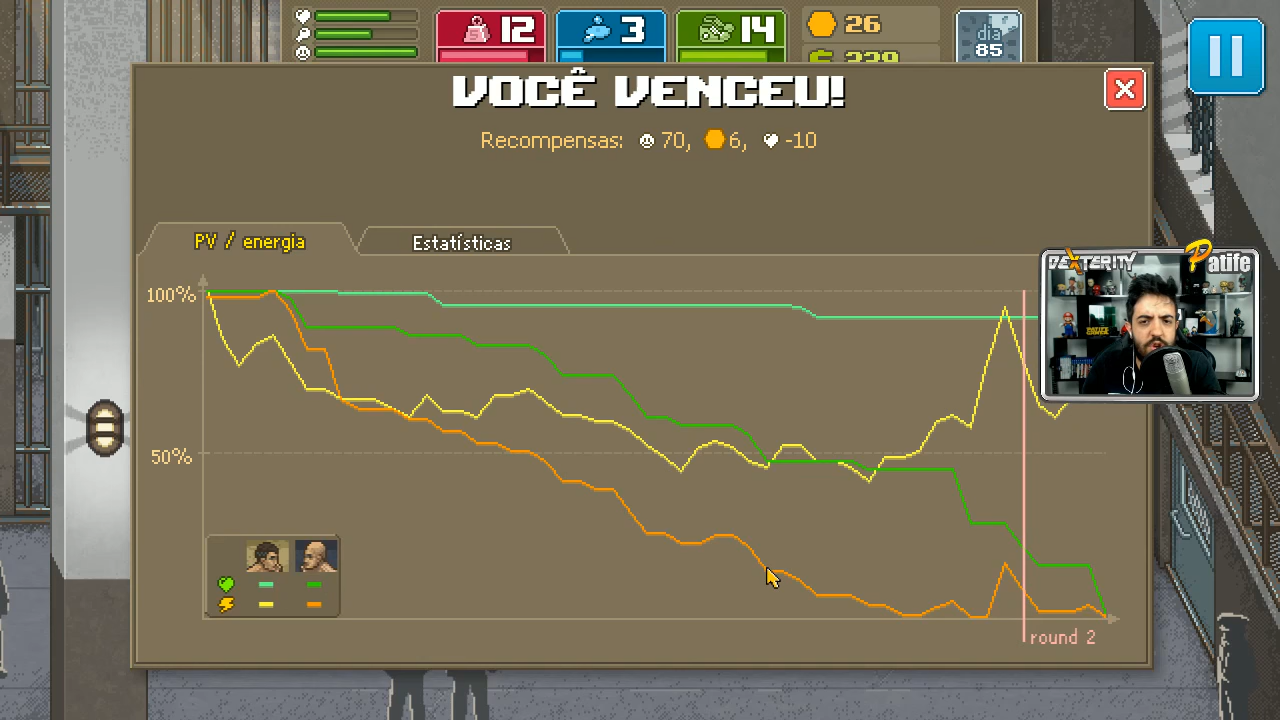 12
3
14
26
229
dia
85
VOCÊ VENCEU!
Recompensas: 70, 6, -10
PV / energia
Estatísticas
100%
50%
round 2
DEXTERITY
Patife